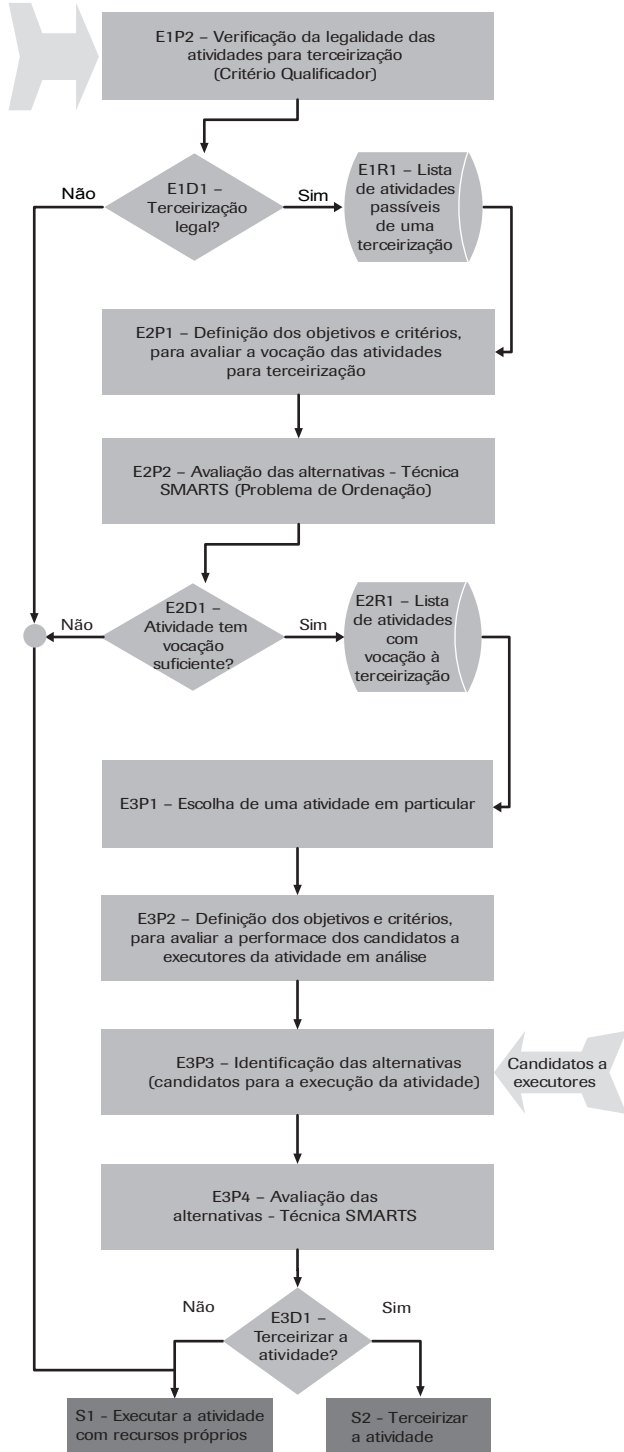 E1P2 – Verificação da legalidade das
atividades para terceirização
(Critério Qualificador)
Não
E1D1 –
Terceirização
legal?
Sim
E1R1 – Lista
de atividades
passíveis
de uma
terceirização
E2P1 – Definição dos objetivos e critérios,
para avaliar a vocação das atividades
para terceirização
E2P2 – Avaliação das alternativas - Técnica
SMARTS (Problema de Ordenação)
Não
E2D1 –
Atividade tem
vocação
suficiente?
Sim
E2R1 – Lista
de atividades
com
vocação à
terceirização
E3P1 – Escolha de uma atividade em particular
E3P2 – Definição dos objetivos e critérios,
para avaliar a performace dos candidatos a
executores da atividade em análise
E3P3 – Identificação das alternativas
(candidatos para a execução da atividade)
Candidatos a
executores
E3P4 – Avaliação das
alternativas - Técnica SMARTS
Não
E3D1 –
Terceirizar a
atividade?
Sim
S1 - Executar a atividade
com recursos próprios
S2 - Terceirizar
a atividade